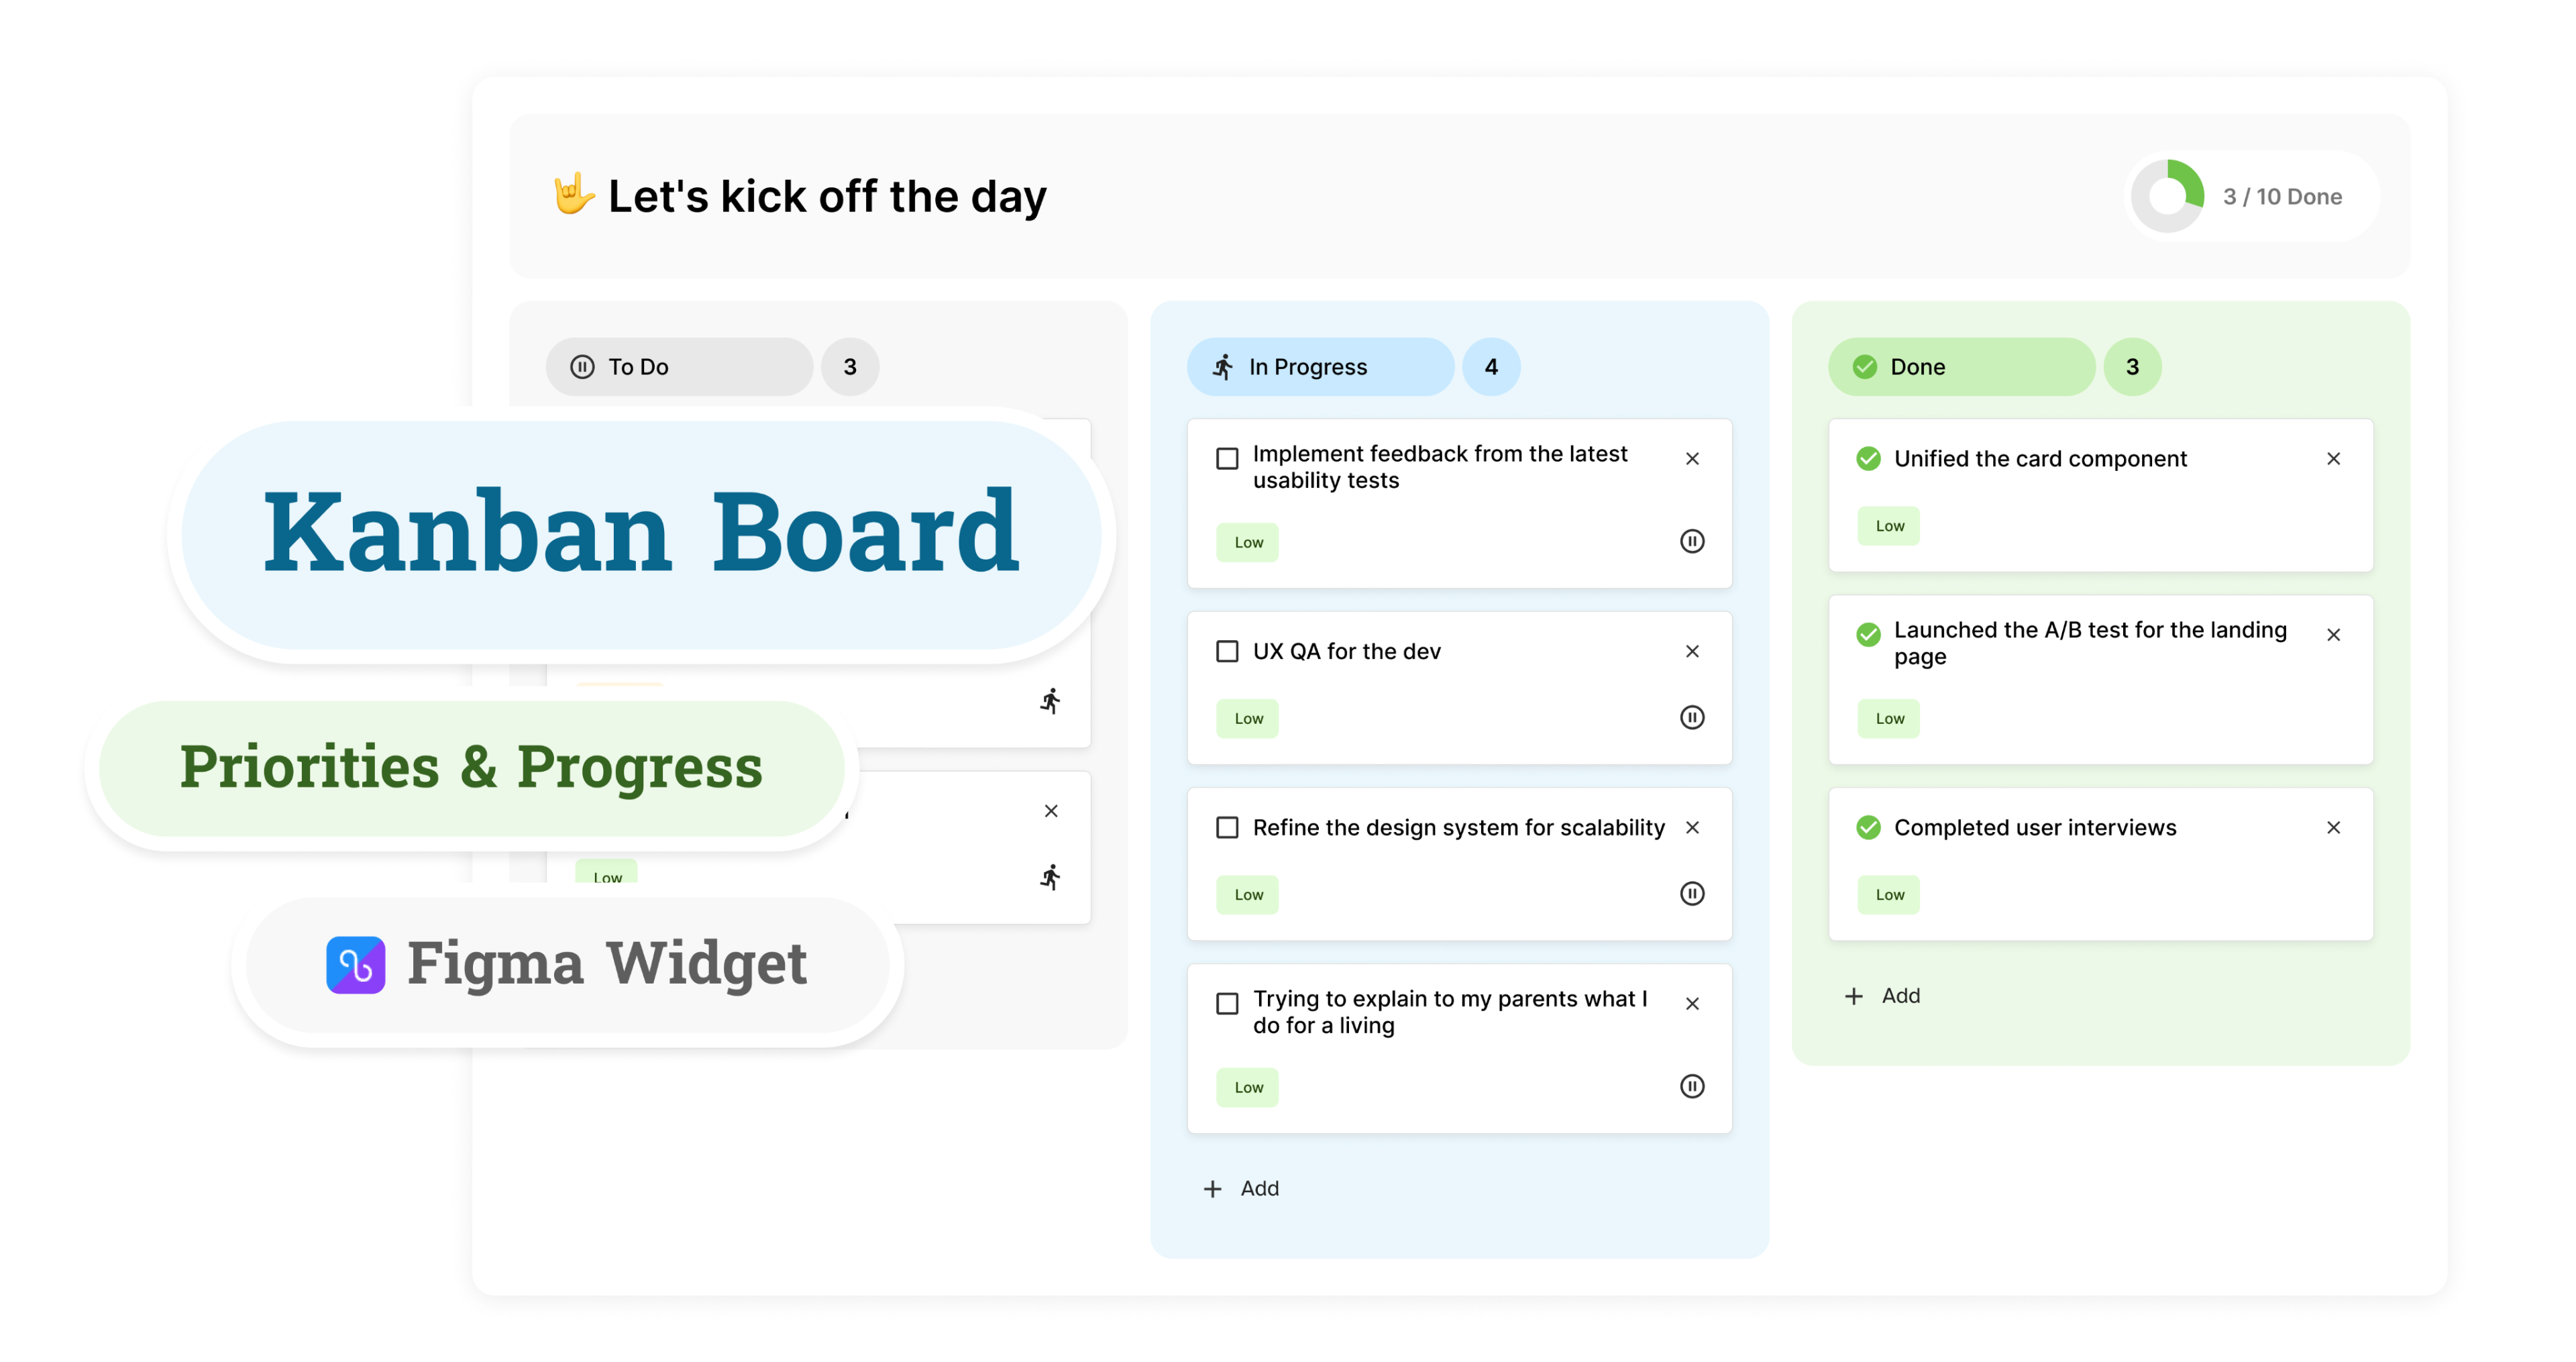 🤟 Let's kick off the day
3 / 10 Done
To Do
3
Kanban Board
Priorities & Progress
Low
Figma Widget
In Progress
4
Implement feedback from the latest
usability tests
Low
UX QA for the dev
Low
Refine the design system for scalability
Low
Trying to explain to my parents what I
do for a living
Low
+ Add
Done
3
Unified the card component
Low
Launched the A/B test for the landing
page
Low
Completed user interviews
Low
+ Add